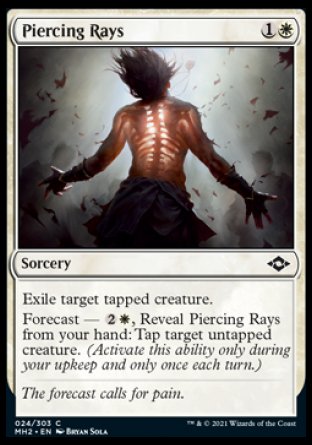 Piercing Rays 1
Sorcery
Exile target tapped creature.
Forecast — 2, Reveal Piercing Rays
from your hand: Tap target untapped
creature. (Activate this ability only during
your upkeep and only once each turn.)
The forecast calls for pain.
024/303 C
MH2 • EN Bryan Sola
™ & © 2021 Wizards of the Coast